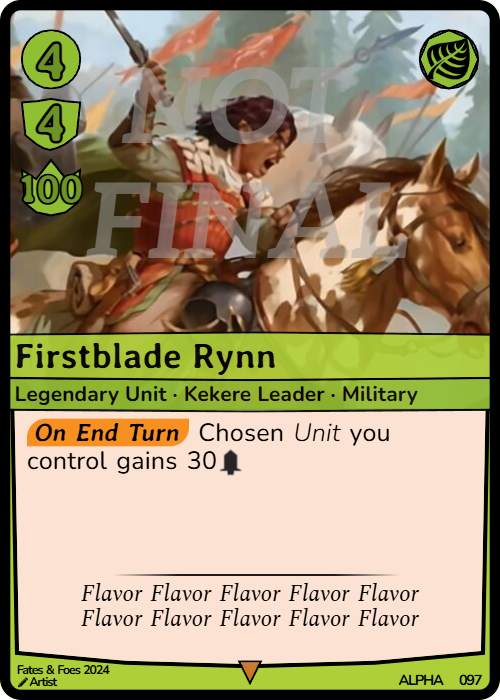 4
4
100
NOT
FINAL
Firstblade Rynn
Legendary Unit · Kekere Leader · Military
On End Turn Chosen Unit you
control gains 30
Flavor Flavor Flavor Flavor Flavor
Flavor Flavor Flavor Flavor Flavor
Fates & Foes 2024
Artist
ALPHA 097